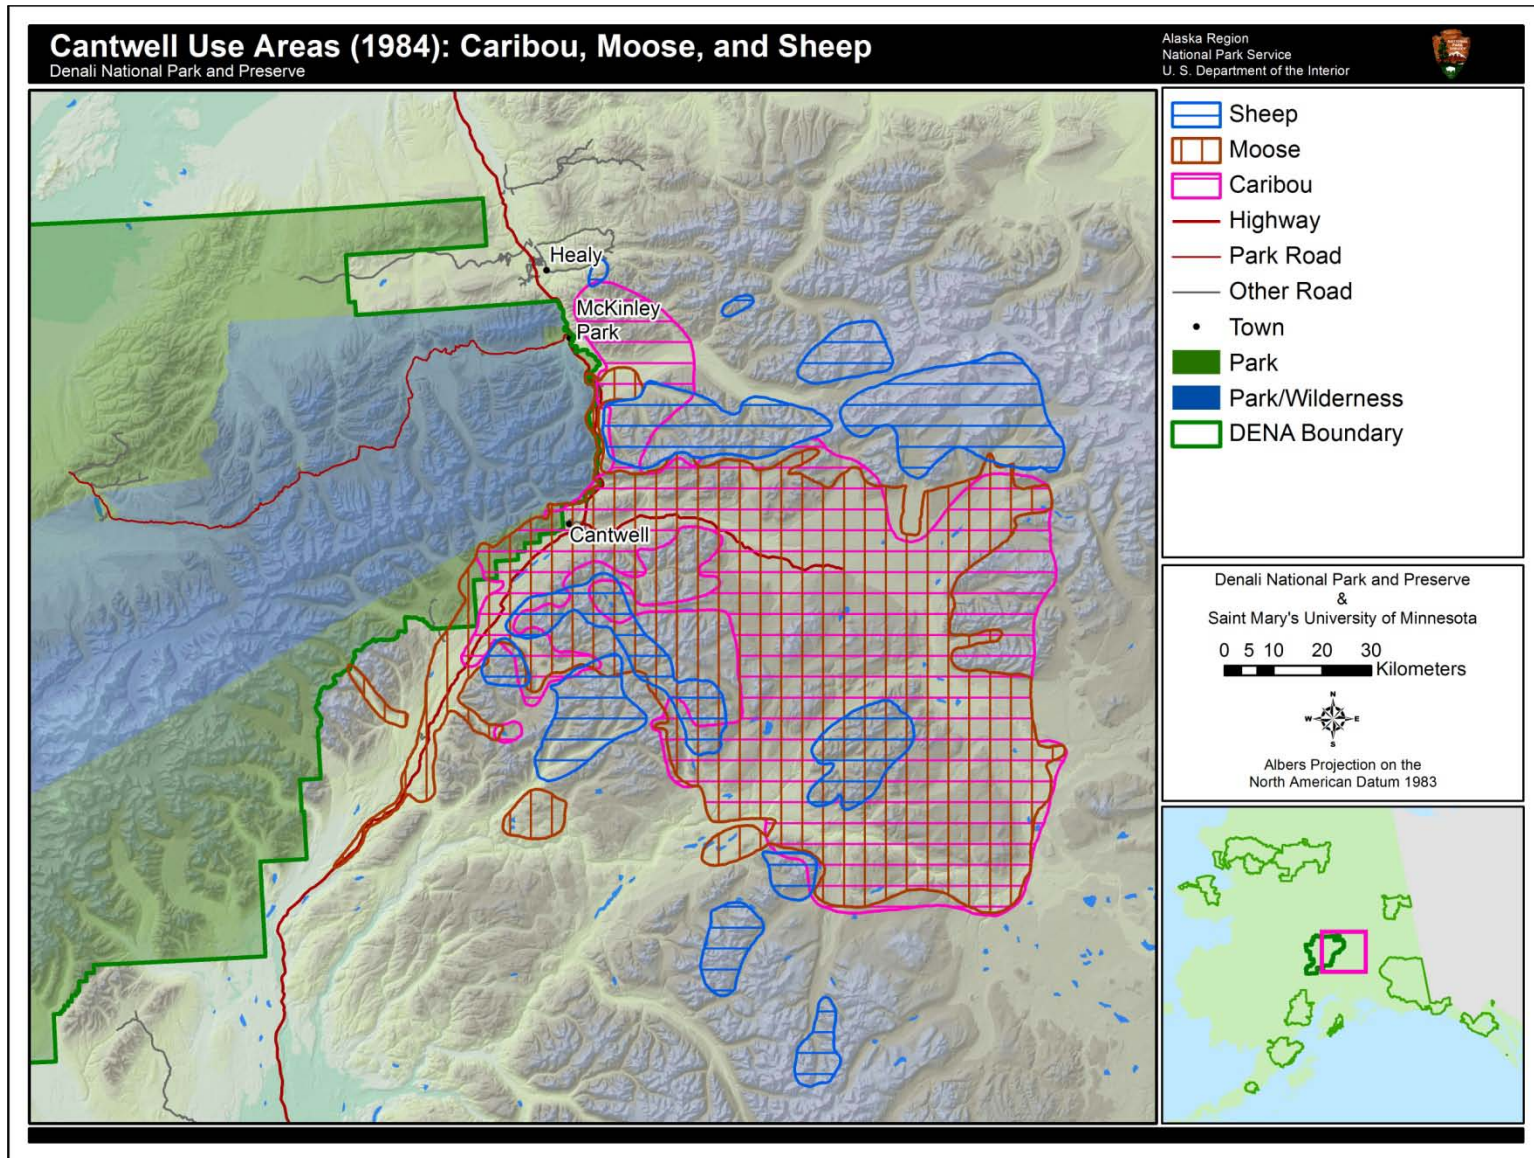 Cantwell Use Areas (1984): Caribou, Moose, and Sheep
Denali National Park and Preserve
Alaska Region
National Park Service
U. S. Department of the Interior
Healy
McKinley
Park
Cantwell
Sheep
Moose
Caribou
Highway
Park Road
Other Road
Town
Park
Park/Wilderness
DENA Boundary
Denali National Park and Preserve
&
Saint Mary's University of Minnesota
0 5 10 20 30
Kilometers
N
W E
S
Albers Projection on the
North American Datum 1983